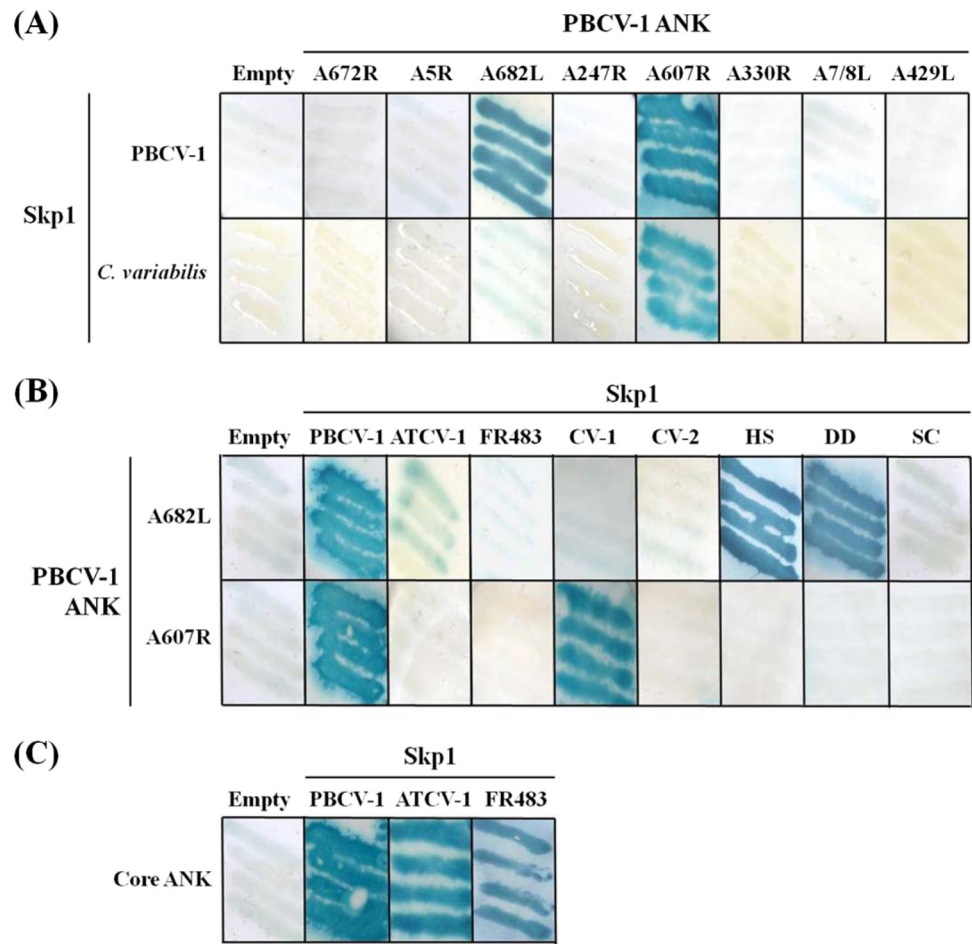 (A)
PBCV-1 ANK
Empty A672R A5R A682L A247R A607R A330R A7/8L A429L
PBCV-1
Skp1
C. variabilis
(B)
Skp1
Empty PBCV-1 ATCV-1 FR483 CV-1 CV-2 HS DD SC
A682L
PBCV-1
ANK
A607R
(C)
Skp1
Empty PBCV-1 ATCV-1 FR483
Core ANK